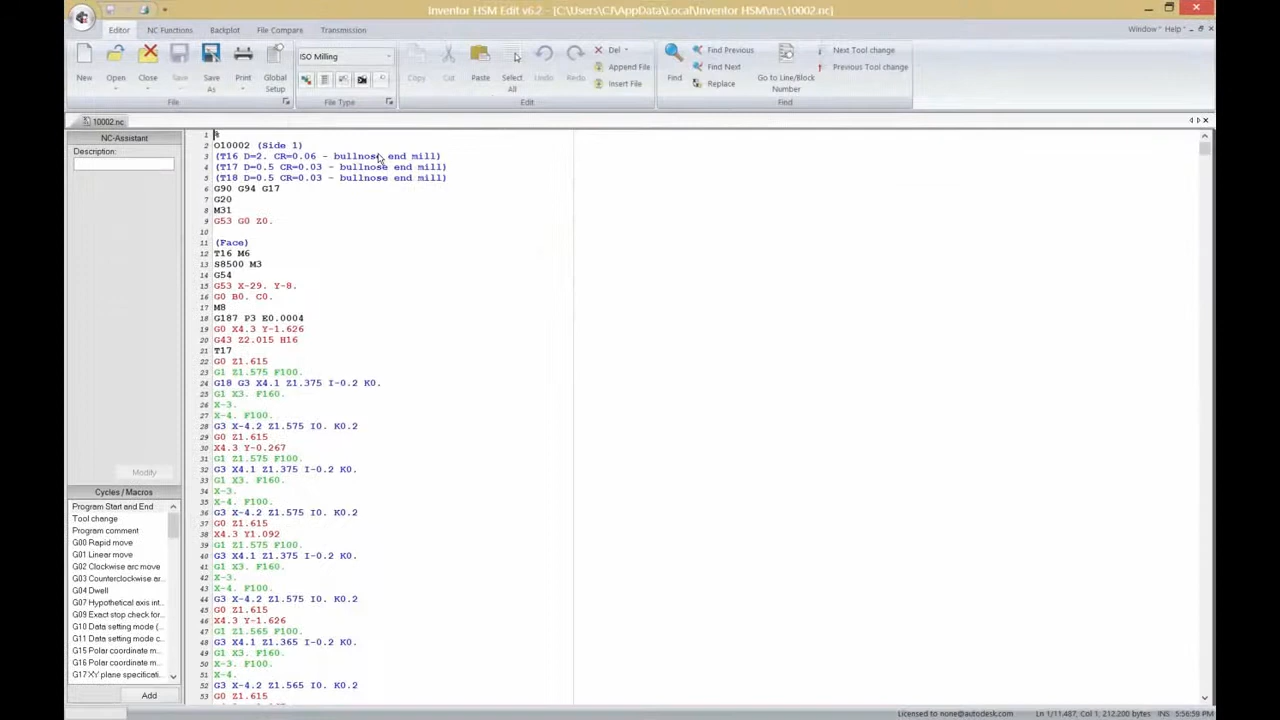 Inventor HSM Edit v6.2 - [C:\Users\CJ\AppData\Local\Inventor HSM\nc\10002.nc]
Editor NC Functions Backplot File Compare Transmission Window Help
New Open Close Save Save As Print Global Setup
File
ISO Milling
File Type
Copy Cut Paste Select All Undo Redo
Del
Append File
Insert File
Edit
Find
Find Previous
Find Next
Replace
Go to Line/Block Number
Next Tool change
Previous Tool change
Find
10002.nc
NC-Assistant
Description:
Modify
Cycles / Macros
Program Start and End
Tool change
Program comment
G00 Rapid move
G01 Linear move
G02 Clockwise arc move
G03 Counterclockwise ar...
G04 Dwell
G07 Hypothetical axis int...
G09 Exact stop check for...
G10 Data setting mode (...
G11 Data setting mode c...
G15 Polar coordinate m...
G16 Polar coordinate m...
G17 XY plane specificati...
Add
1 %
2 O10002 (Side 1)
3 (T16 D=2. CR=0.06 - bullnose end mill)
4 (T17 D=0.5 CR=0.03 - bullnose end mill)
5 (T18 D=0.5 CR=0.03 - bullnose end mill)
6 G90 G94 G17
7 G20
8 M31
9 G53 G0 Z0.
10
11 (Face)
12 T16 M6
13 S8500 M3
14 G54
15 G53 X-29. Y-8.
16 G0 B0. C0.
17 M8
18 G187 P3 E0.0004
19 G0 X4.3 Y-1.626
20 G43 Z2.015 H16
21 T17
22 G0 Z1.615
23 G1 Z1.575 F100.
24 G18 G3 X4.1 Z1.375 I-0.2 K0.
25 G1 X3. F160.
26 X-3.
27 X-4. F100.
28 G3 X-4.2 Z1.575 I0. K0.2
29 G0 Z1.615
30 X4.3 Y-0.267
31 G1 Z1.575 F100.
32 G3 X4.1 Z1.375 I-0.2 K0.
33 G1 X3. F160.
34 X-3.
35 X-4. F100.
36 G3 X-4.2 Z1.575 I0. K0.2
37 G0 Z1.615
38 X4.3 Y1.092
39 G1 Z1.575 F100.
40 G3 X4.1 Z1.375 I-0.2 K0.
41 G1 X3. F160.
42 X-3.
43 X-4. F100.
44 G3 X-4.2 Z1.575 I0. K0.2
45 G0 Z1.615
46 X4.3 Y-1.626
47 G1 Z1.565 F100.
48 G3 X4.1 Z1.365 I-0.2 K0.
49 G1 X3. F160.
50 X-3. F100.
51 X-4.
52 G3 X-4.2 Z1.565 I0. K0.2
53 G0 Z1.615
Licensed to none@autodesk.com Ln 1/11,487, Col 1, 212,200 bytes INS 5:56:59 PM